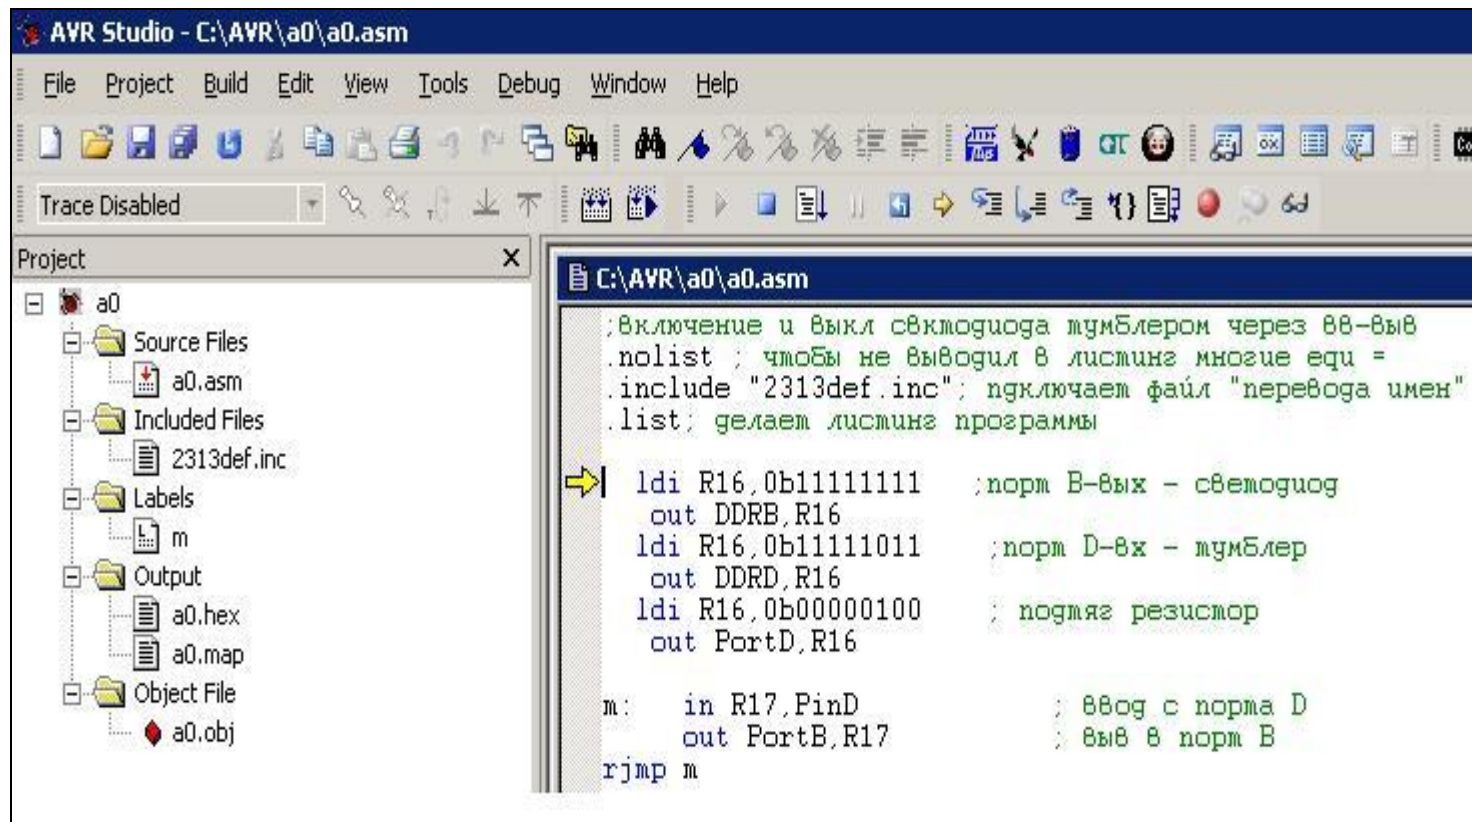 AVR Studio - C:\AVR\a0\a0.asm
File Project Build Edit View Tools Debug Window Help
Trace Disabled
Project
a0
Source Files
a0.asm
Included Files
2313def.inc
Labels
m
Output
a0.hex
a0.map
Object File
a0.obj
C:\AVR\a0\a0.asm
;включение и выкл свктодиода тумблером через вв-выв
.nolist ; чтобы не выводил в листинг многие equ =
.include "2313def.inc"; пдключает файл "перевода имен"
.list; делает листинг программы
ldi R16,0b11111111 ;порт B-вых - светодиод
out DDRB,R16
ldi R16,0b11111011 ;порт D-вх - тумблер
out DDRD,R16
ldi R16,0b00000100 ; подтяг резистор
out PortD,R16
m: in R17,PinD ; ввод с порта D
out PortB,R17 ; выв в порт B
rjmp m